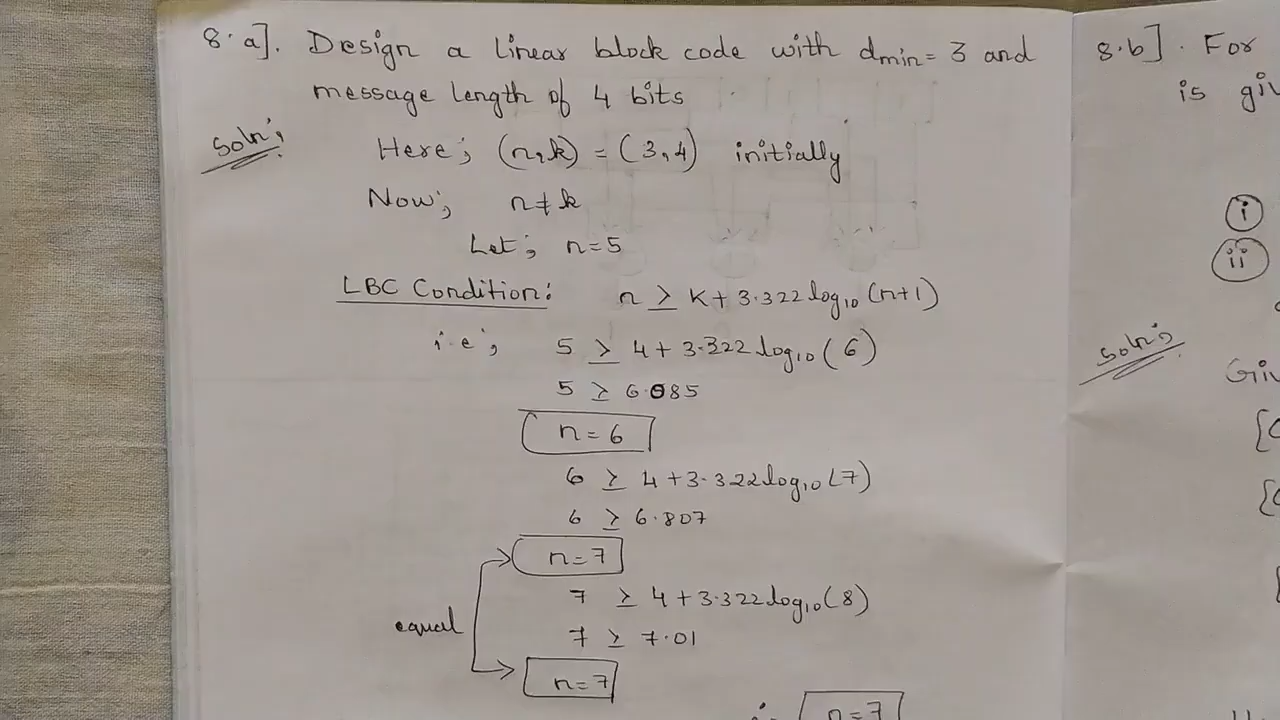 8.a]. Design a linear block code with dmin = 3 and
message length of 4 bits
Soln;
Here; (n,k) = (3,4) initially
Now; n≠k
Let; n=5
LBC Condition: n ≥ K + 3.322 log₁₀ (n+1)
i.e; 5 ≥ 4 + 3.322 log₁₀ (6)
5 ≥ 6.085
n = 6
6 ≥ 4 + 3.322 log₁₀ (7)
6 ≥ 6.807
n = 7
7 ≥ 4 + 3.322 log₁₀ (8)
equal
7 ≥ 7.01
n = 7
n = 7
8.b]. For
is giv
i
ii
Soln;
Giv